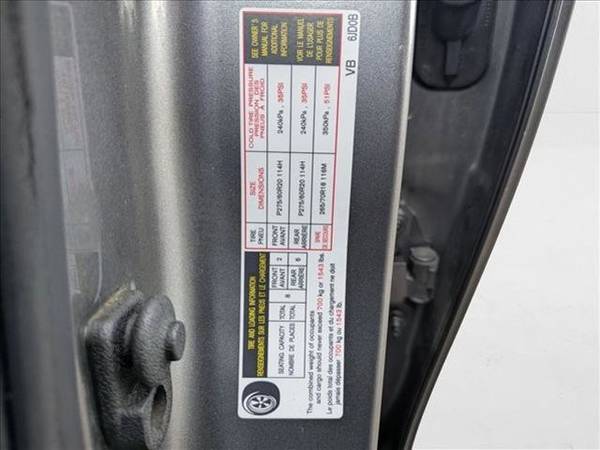 TIRE AND LOADING INFORMATION
RENSEIGNEMENTS SUR LES PNEUS ET LE CHARGEMENT
SEATING CAPACITY TOTAL 8 FRONT 2 REAR 6
NOMBRE DE PLACES TOTAL AVANT ARRIÈRE
The combined weight of occupants
and cargo should never exceed 700 kg or 1543 lbs.
Le poids total des occupants et du chargement ne doit
jamais dépasser 700 kg ou 1543 lb.
TIRE SIZE COLD TIRE PRESSURE
PNEU DIMENSIONS PRESSION DES
PNEUS À FROID
FRONT P275/60R20 114H 240kPa, 35PSI
AVANT
REAR P275/60R20 114H 240kPa, 35PSI
ARRIÈRE
SPARE 265/70R18 116M 350kPa, 51PSI
DE SECOURS
SEE OWNER'S
MANUAL FOR
ADDITIONAL
INFORMATION
VOIR LE MANUEL
DE L'USAGER
POUR PLUS DE
RENSEIGNEMENTS
VB 6JD0B